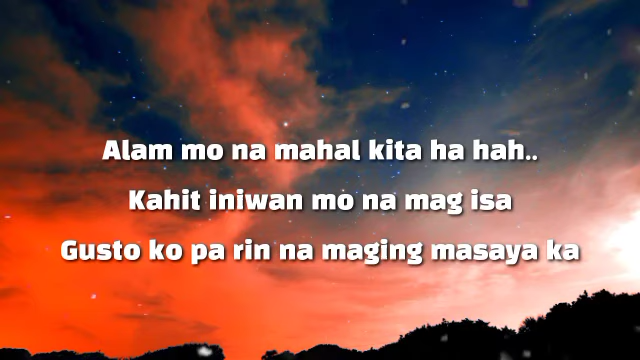 Alam mo na mahal kita ha hah..
Kahit iniwan mo na mag isa
Gusto ko pa rin na maging masaya ka